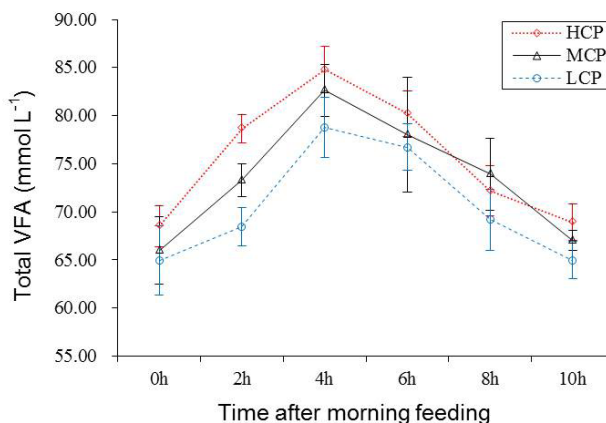 90.00
85.00
80.00
75.00
70.00
65.00
60.00
55.00
Total VFA (mmol L⁻¹)
HCP
MCP
LCP
0h 2h 4h 6h 8h 10h
Time after morning feeding